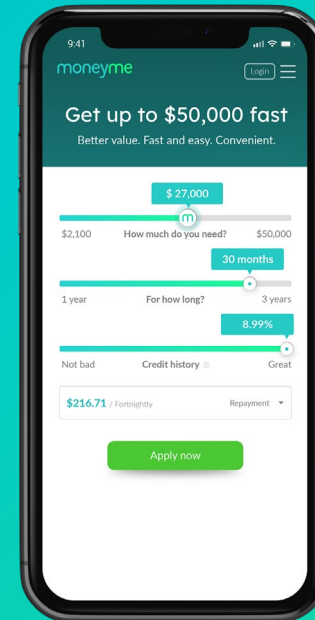 9:41
moneyme
Login
Get up to $50,000 fast
Better value. Fast and easy. Convenient.
$ 27,000
$2,100 How much do you need? $50,000
30 months
1 year For how long? 3 years
8.99%
Not bad Credit history Great
$216.71 / Fortnightly Repayment
Apply now